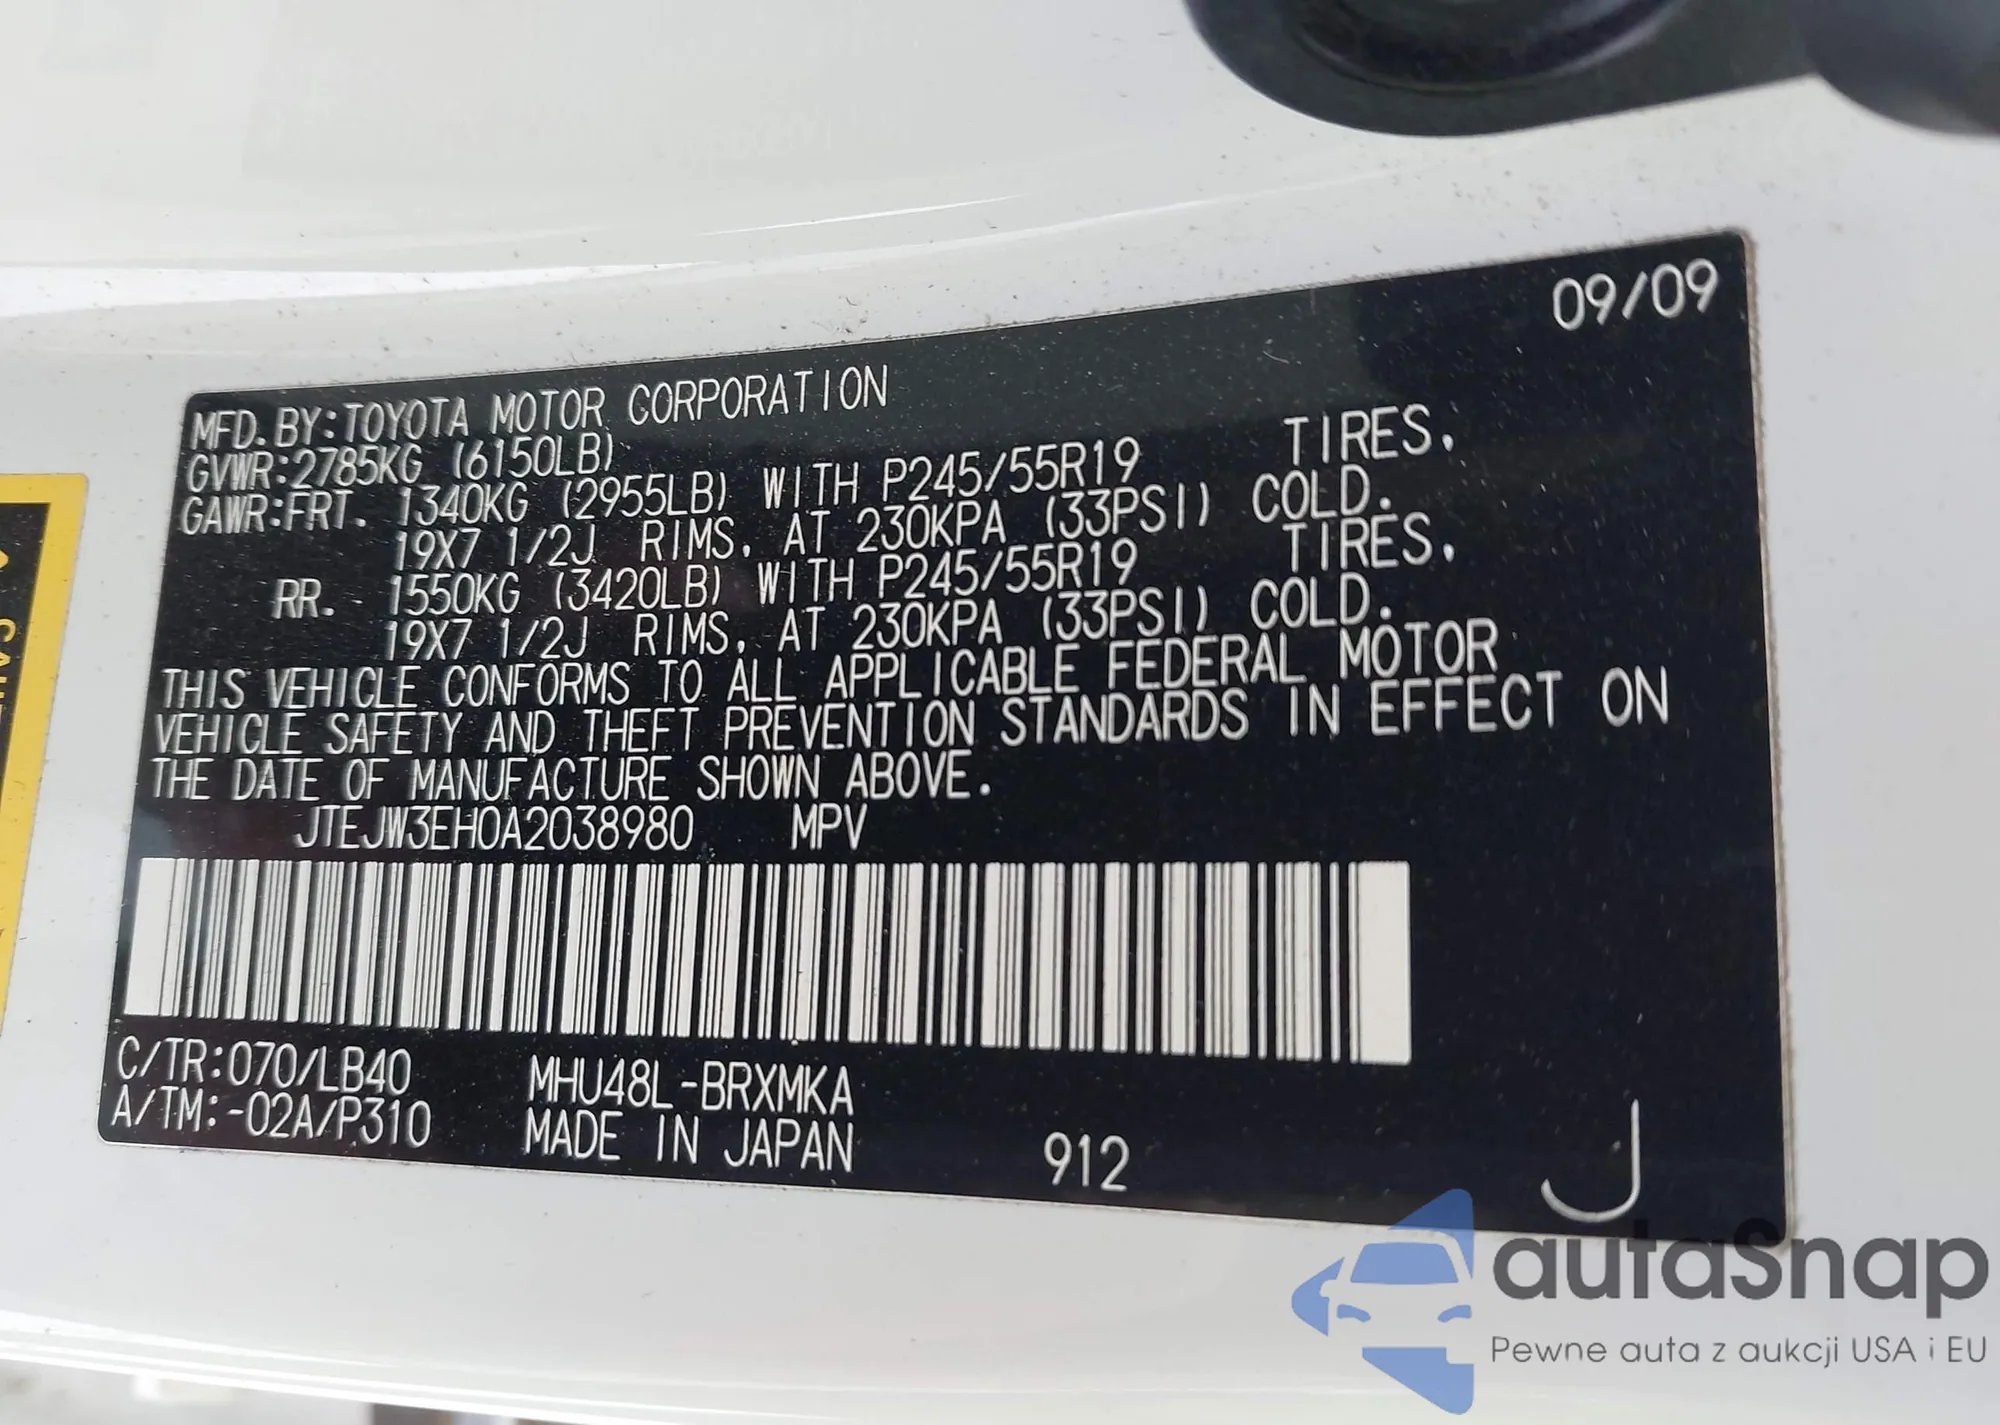 09/09
MFD.BY:TOYOTA MOTOR CORPORATION
GVWR:2785KG (6150LB)
GAWR:FRT. 1340KG (2955LB) WITH P245/55R19 TIRES,
19X7 1/2J RIMS, AT 230KPA (33PSI) COLD.
RR. 1550KG (3420LB) WITH P245/55R19 TIRES,
19X7 1/2J RIMS, AT 230KPA (33PSI) COLD.
THIS VEHICLE CONFORMS TO ALL APPLICABLE FEDERAL MOTOR
VEHICLE SAFETY AND THEFT PREVENTION STANDARDS IN EFFECT ON
THE DATE OF MANUFACTURE SHOWN ABOVE.
JTEJW3EH0A2038980 MPV
C/TR:070/LB40 MHU48L-BRXMKA
A/TM:-02A/P310 MADE IN JAPAN 912 J
autaSnap
Pewne auta z aukcji USA i EU